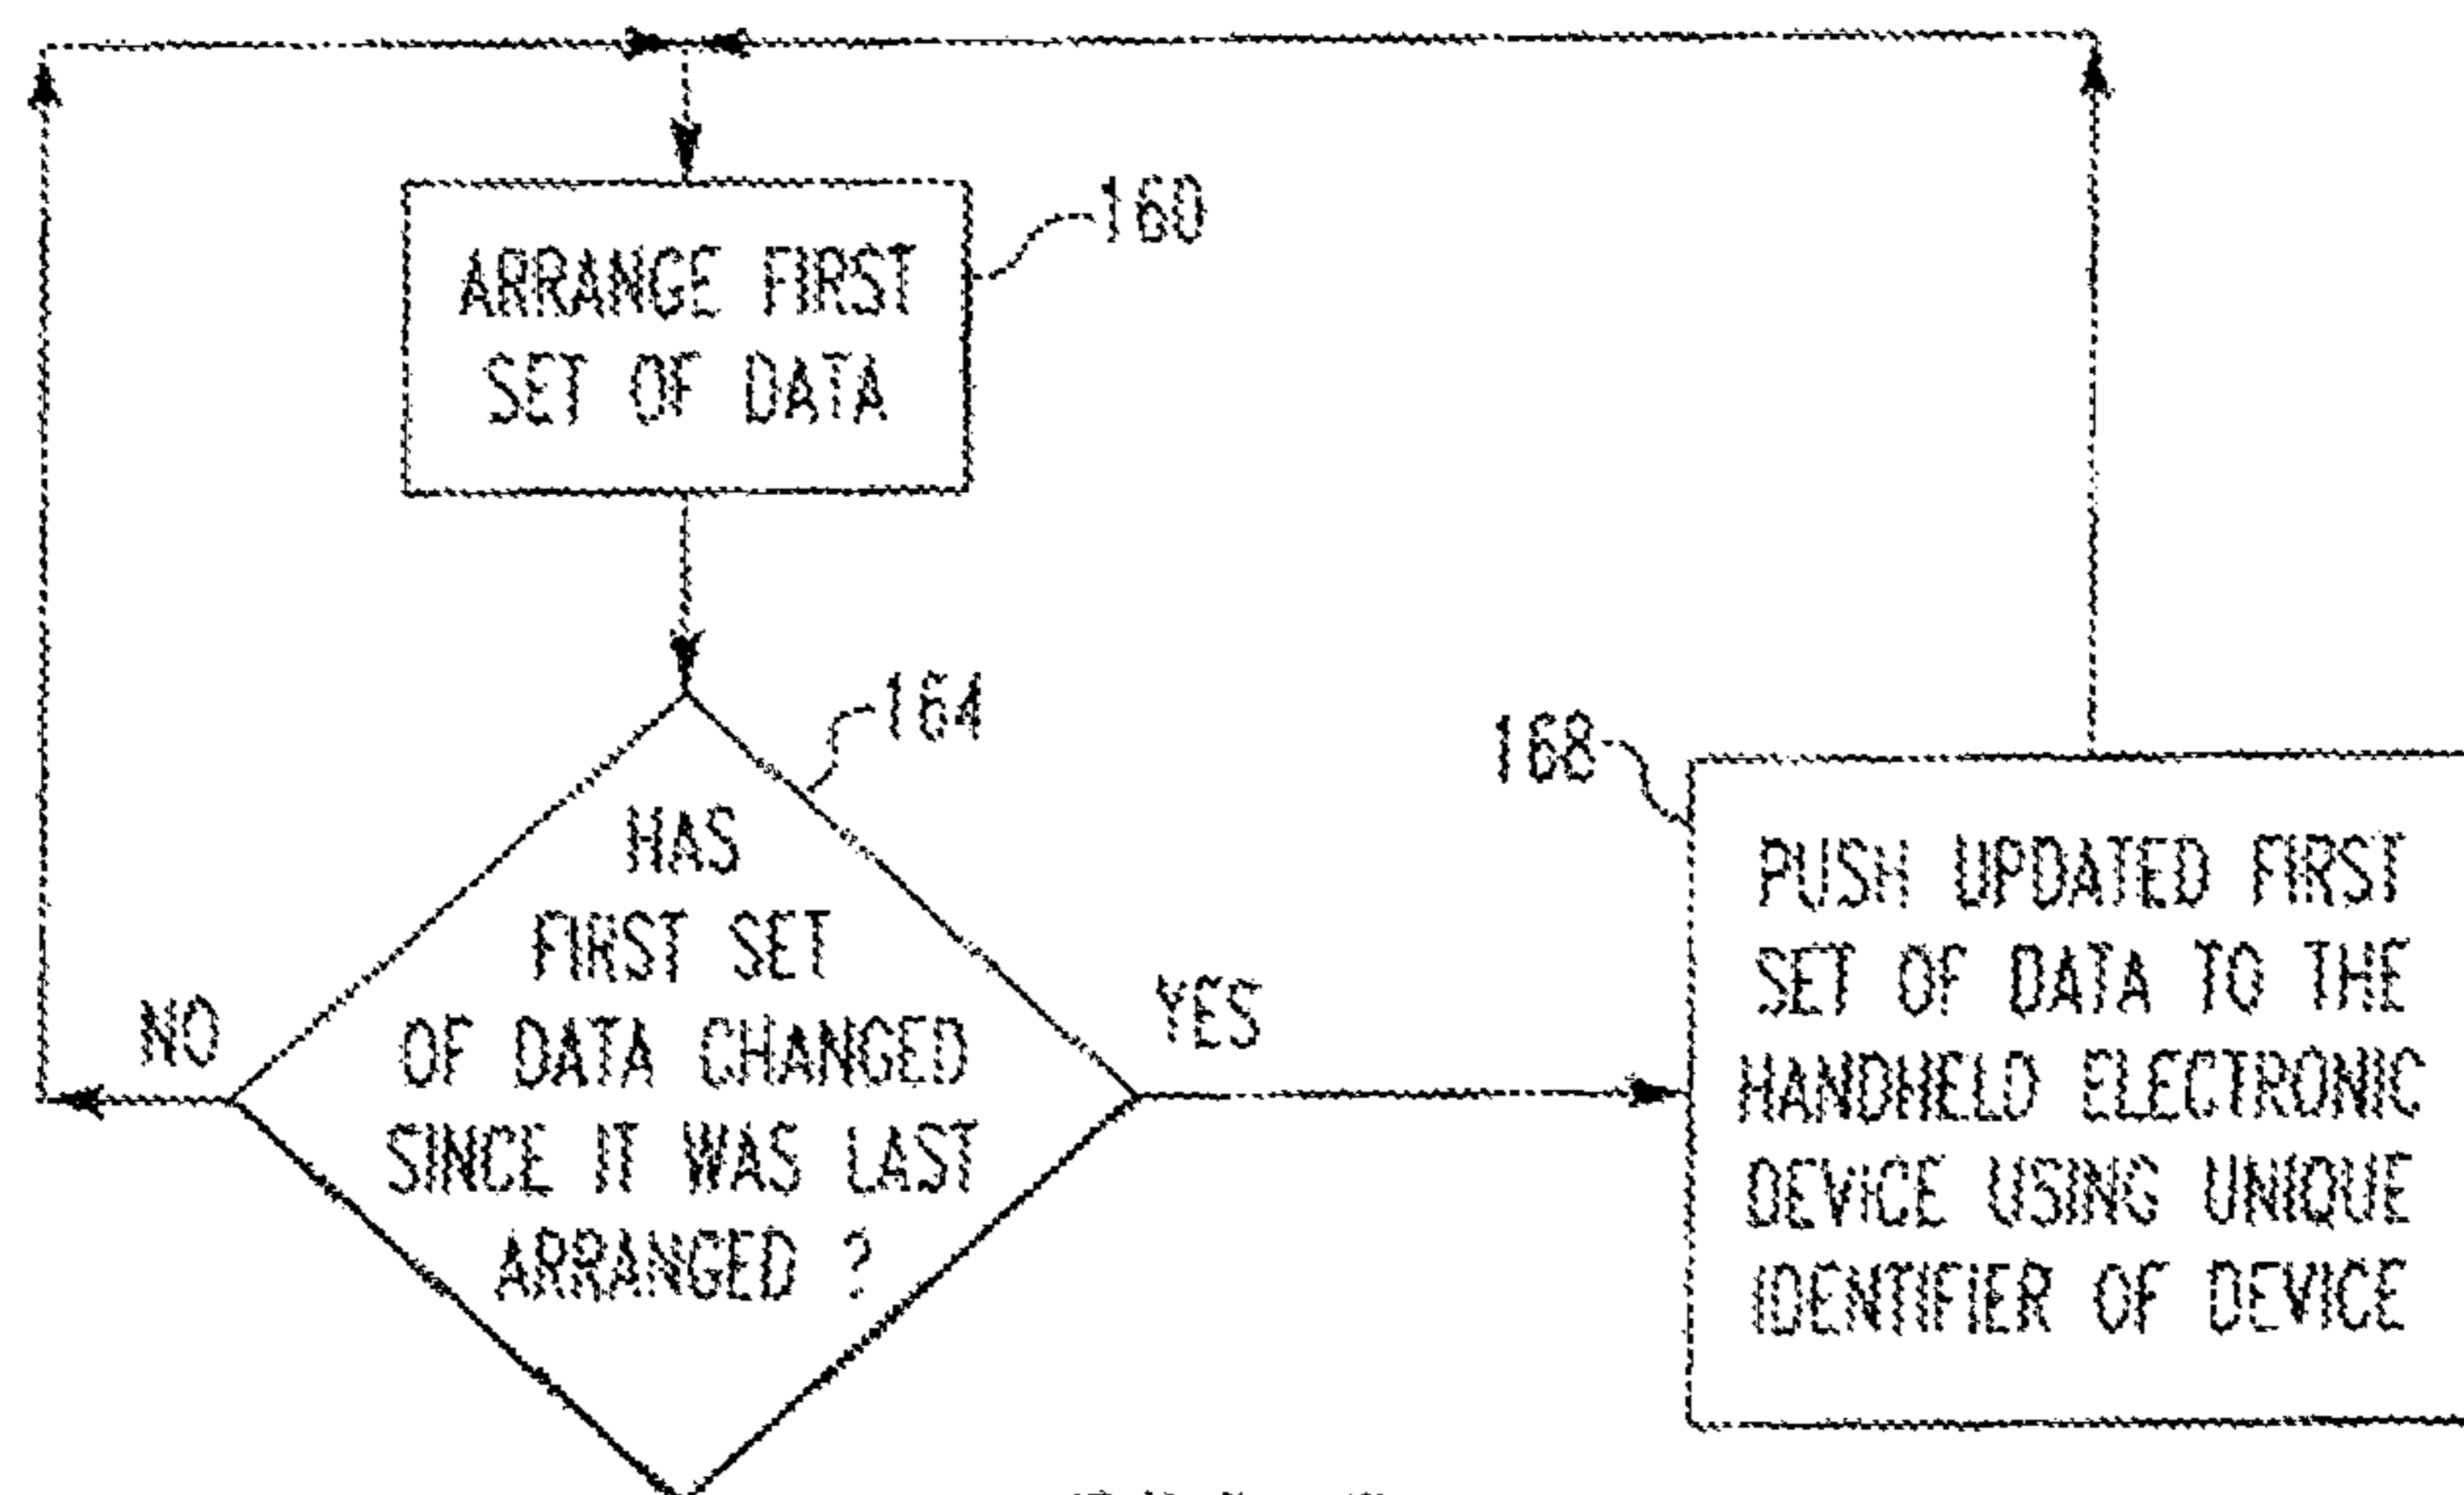 160
ARRANGE FIRST
SET OF DATA
164
HAS
FIRST SET
OF DATA CHANGED
SINCE IT WAS LAST
ARRANGED ?
NO
YES
168
PUSH UPDATED FIRST
SET OF DATA TO THE
HANDHELD ELECTRONIC
DEVICE USING UNIQUE
IDENTIFIER OF DEVICE